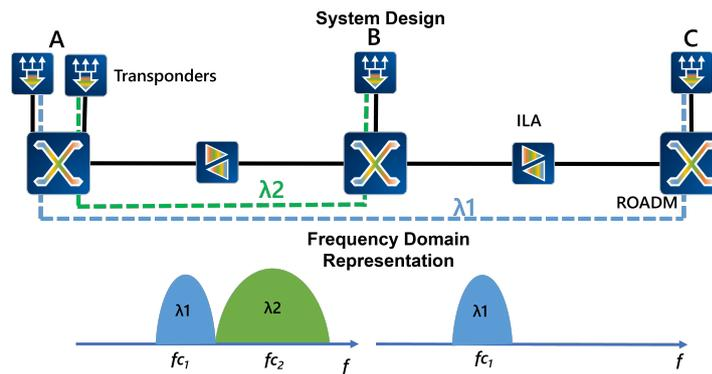 System Design
A
B
C
Transponders
ILA
λ2
λ1
ROADM
Frequency Domain
Representation
λ1
λ2
λ1
fc₁
fc₂
f
fc₁
f